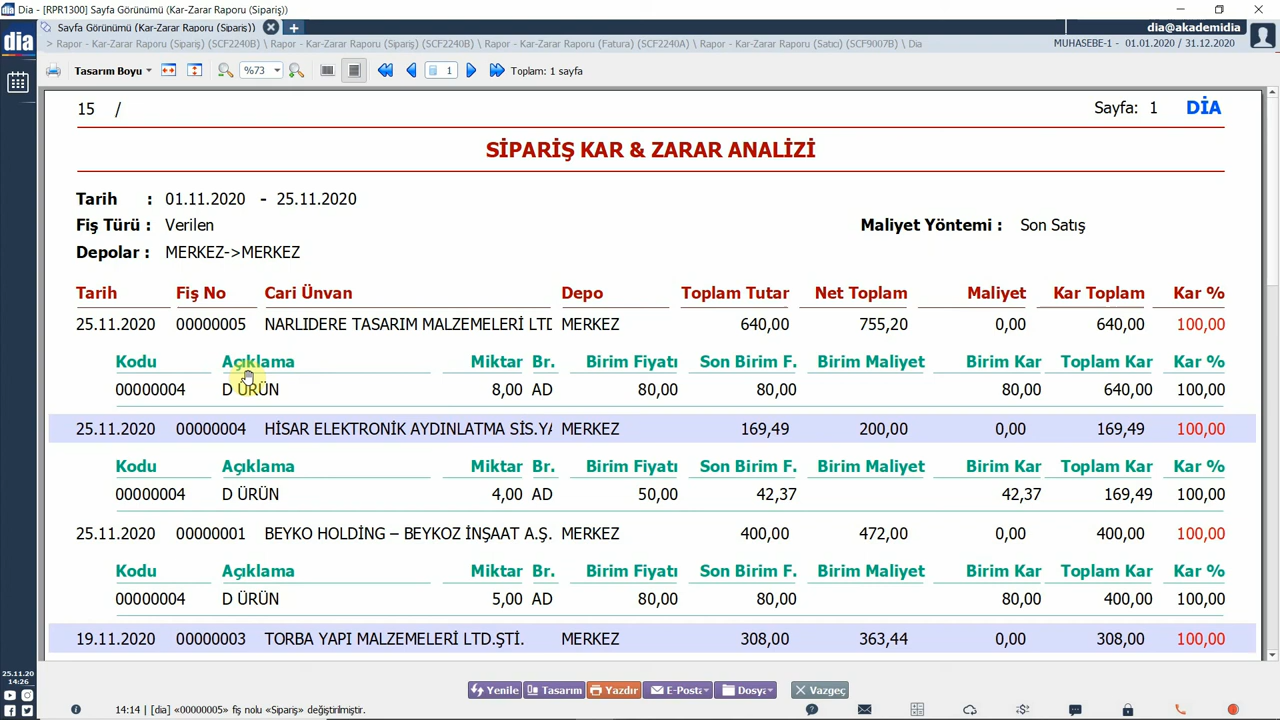 Dia - [RPR1300] Sayfa Görünümü (Kar-Zarar Raporu (Sipariş))
Sayfa Görünümü (Kar-Zarar Raporu (Sipariş))
dia@akademidia
> Rapor - Kar-Zarar Raporu (Sipariş) (SCF2240B) \ Rapor - Kar-Zarar Raporu (Sipariş) (SCF2240B) \ Rapor - Kar-Zarar Raporu (Fatura) (SCF2240A) \ Rapor - Kar-Zarar Raporu (Satıcı) (SCF9007B) \ Dia
MUHASEBE-1 - 01.01.2020 / 31.12.2020
dia
Tasarım Boyu
%73
1
Toplam: 1 sayfa
15 /
Sayfa: 1 DİA
SİPARİŞ KAR & ZARAR ANALİZİ
Tarih : 01.11.2020 - 25.11.2020
Fiş Türü : Verilen
Maliyet Yöntemi : Son Satış
Depolar : MERKEZ->MERKEZ
Tarih Fiş No Cari Ünvan Depo Toplam Tutar Net Toplam Maliyet Kar Toplam Kar %
25.11.2020 00000005 NARLIDERE TASARIM MALZEMELERİ LTD MERKEZ 640,00 755,20 0,00 640,00 100,00
Kodu Açıklama Miktar Br. Birim Fiyatı Son Birim F. Birim Maliyet Birim Kar Toplam Kar Kar %
00000004 D ÜRÜN 8,00 AD 80,00 80,00 80,00 640,00 100,00
25.11.2020 00000004 HİSAR ELEKTRONİK AYDINLATMA SİS.YA MERKEZ 169,49 200,00 0,00 169,49 100,00
Kodu Açıklama Miktar Br. Birim Fiyatı Son Birim F. Birim Maliyet Birim Kar Toplam Kar Kar %
00000004 D ÜRÜN 4,00 AD 50,00 42,37 42,37 169,49 100,00
25.11.2020 00000001 BEYKO HOLDİNG – BEYKOZ İNŞAAT A.Ş. MERKEZ 400,00 472,00 0,00 400,00 100,00
Kodu Açıklama Miktar Br. Birim Fiyatı Son Birim F. Birim Maliyet Birim Kar Toplam Kar Kar %
00000004 D ÜRÜN 5,00 AD 80,00 80,00 80,00 400,00 100,00
19.11.2020 00000003 TORBA YAPI MALZEMELERİ LTD.ŞTİ. MERKEZ 308,00 363,44 0,00 308,00 100,00
25.11.20
14:26
Yenile Tasarım Yazdır E-Posta Dosya Vazgeç
14:14 | [dia] «00000005» fiş nolu «Sipariş» değiştirilmiştir.